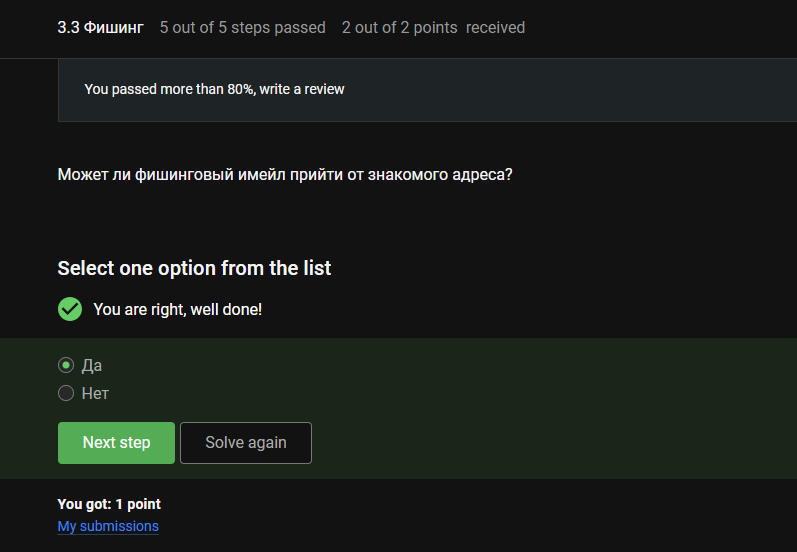 3.3 Фишинг 5 out of 5 steps passed 2 out of 2 points received
You passed more than 80%, write a review
Может ли фишинговый имейл прийти от знакомого адреса?
Select one option from the list
You are right, well done!
Да
Нет
Next step Solve again
You got: 1 point
My submissions